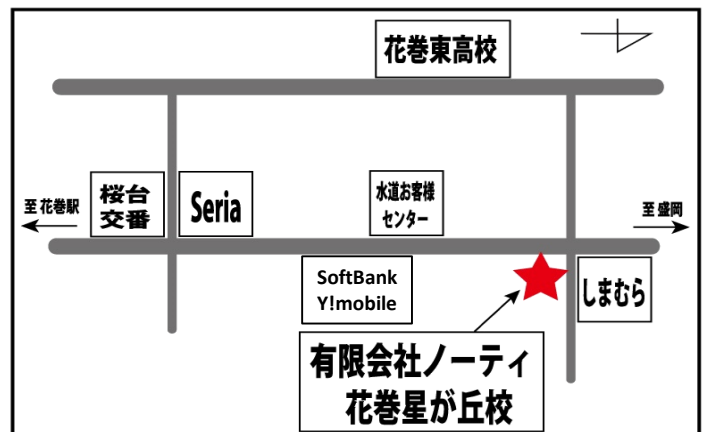 花巻東高校
桜台
交番
Seria
水道お客様
センター
至 花巻駅
至 盛岡
SoftBank
Y!mobile
しまむら
有限会社ノーティ
花巻星が丘校